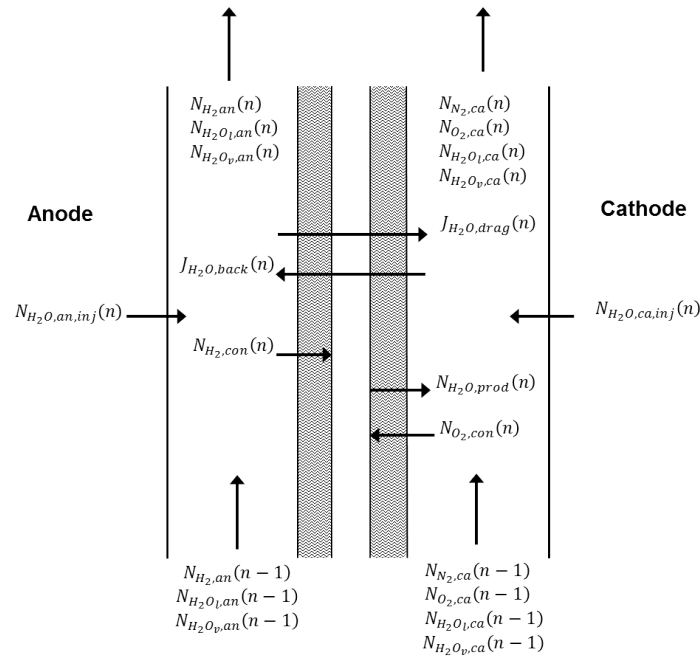 N_{H_2an}(n)
N_{H_2O_l,an}(n)
N_{H_2O_v,an}(n)
N_{N_2,ca}(n)
N_{O_2,ca}(n)
N_{H_2O_l,ca}(n)
N_{H_2O_v,ca}(n)
Anode
Cathode
J_{H_2O,drag}(n)
J_{H_2O,back}(n)
N_{H_2O,an,inj}(n)
N_{H_2O,ca,inj}(n)
N_{H_2,con}(n)
N_{H_2O,prod}(n)
N_{O_2,con}(n)
N_{H_2,an}(n − 1)
N_{H_2O_l,an}(n − 1)
N_{H_2O_v,an}(n − 1)
N_{N_2,ca}(n − 1)
N_{O_2,ca}(n − 1)
N_{H_2O_l,ca}(n − 1)
N_{H_2O_v,ca}(n − 1)